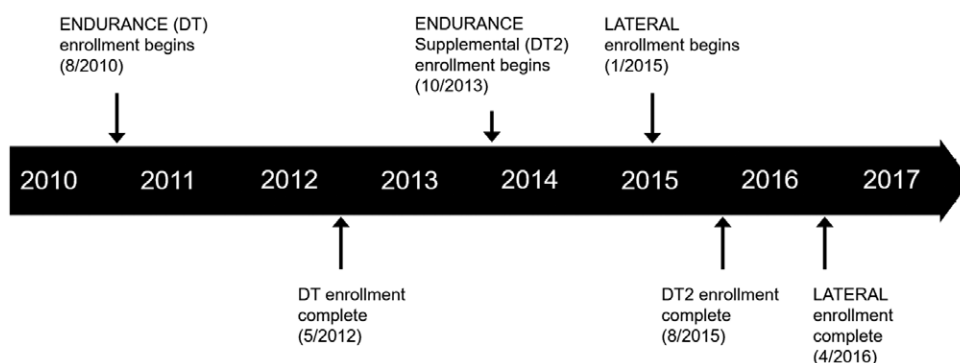 ENDURANCE (DT)
enrollment begins
(8/2010)
ENDURANCE
Supplemental (DT2)
enrollment begins
(10/2013)
LATERAL
enrollment begins
(1/2015)
2010 2011 2012 2013 2014 2015 2016 2017
DT enrollment
complete
(5/2012)
DT2 enrollment
complete
(8/2015)
LATERAL
enrollment
complete
(4/2016)